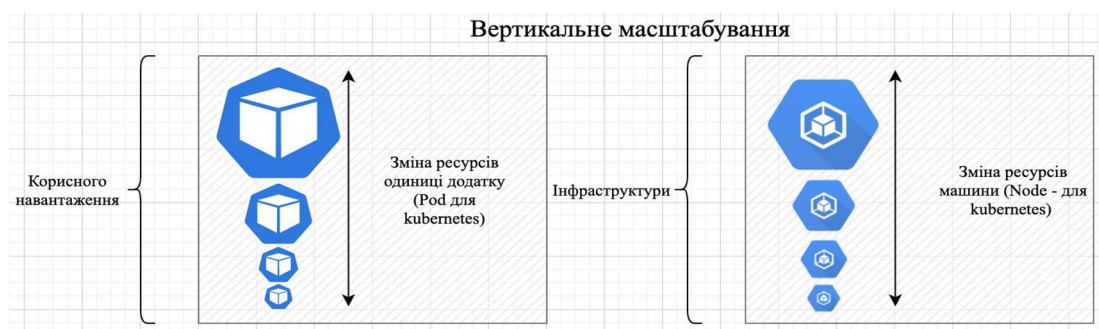 Вертикальне масштабування
Корисного
навантаження
Зміна ресурсів
одиниці додатку
(Pod для
kubernetes)
Інфраструктури
Зміна ресурсів
машини (Node - для
kubernetes)